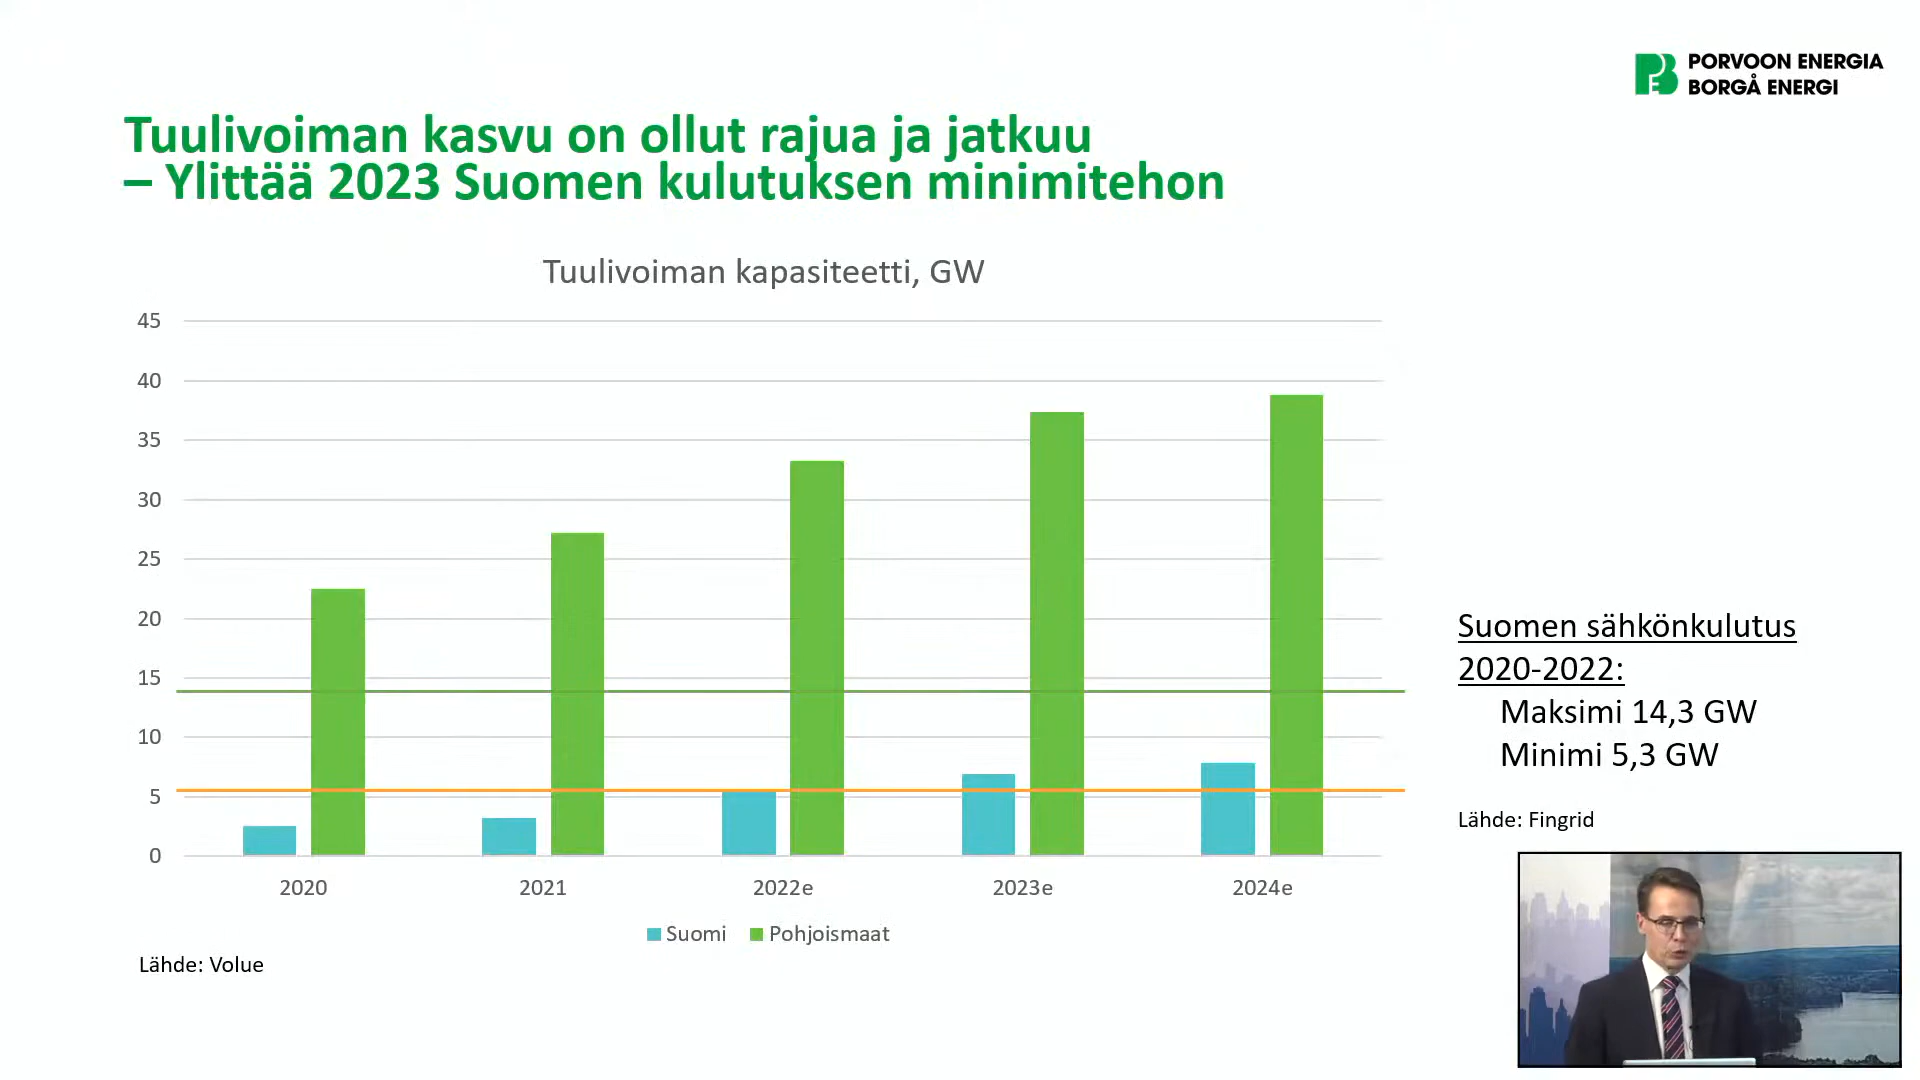 PORVOON ENERGIA
BORGÅ ENERGI
Tuulivoiman kasvu on ollut rajua ja jatkuu
– Ylittää 2023 Suomen kulutuksen minimitehon
Tuulivoiman kapasiteetti, GW
45
40
35
30
25
20
15
10
5
0
2020 2021 2022e 2023e 2024e
Suomi Pohjoismaat
Lähde: Volue
Suomen sähkönkulutus
2020-2022:
Maksimi 14,3 GW
Minimi 5,3 GW
Lähde: Fingrid